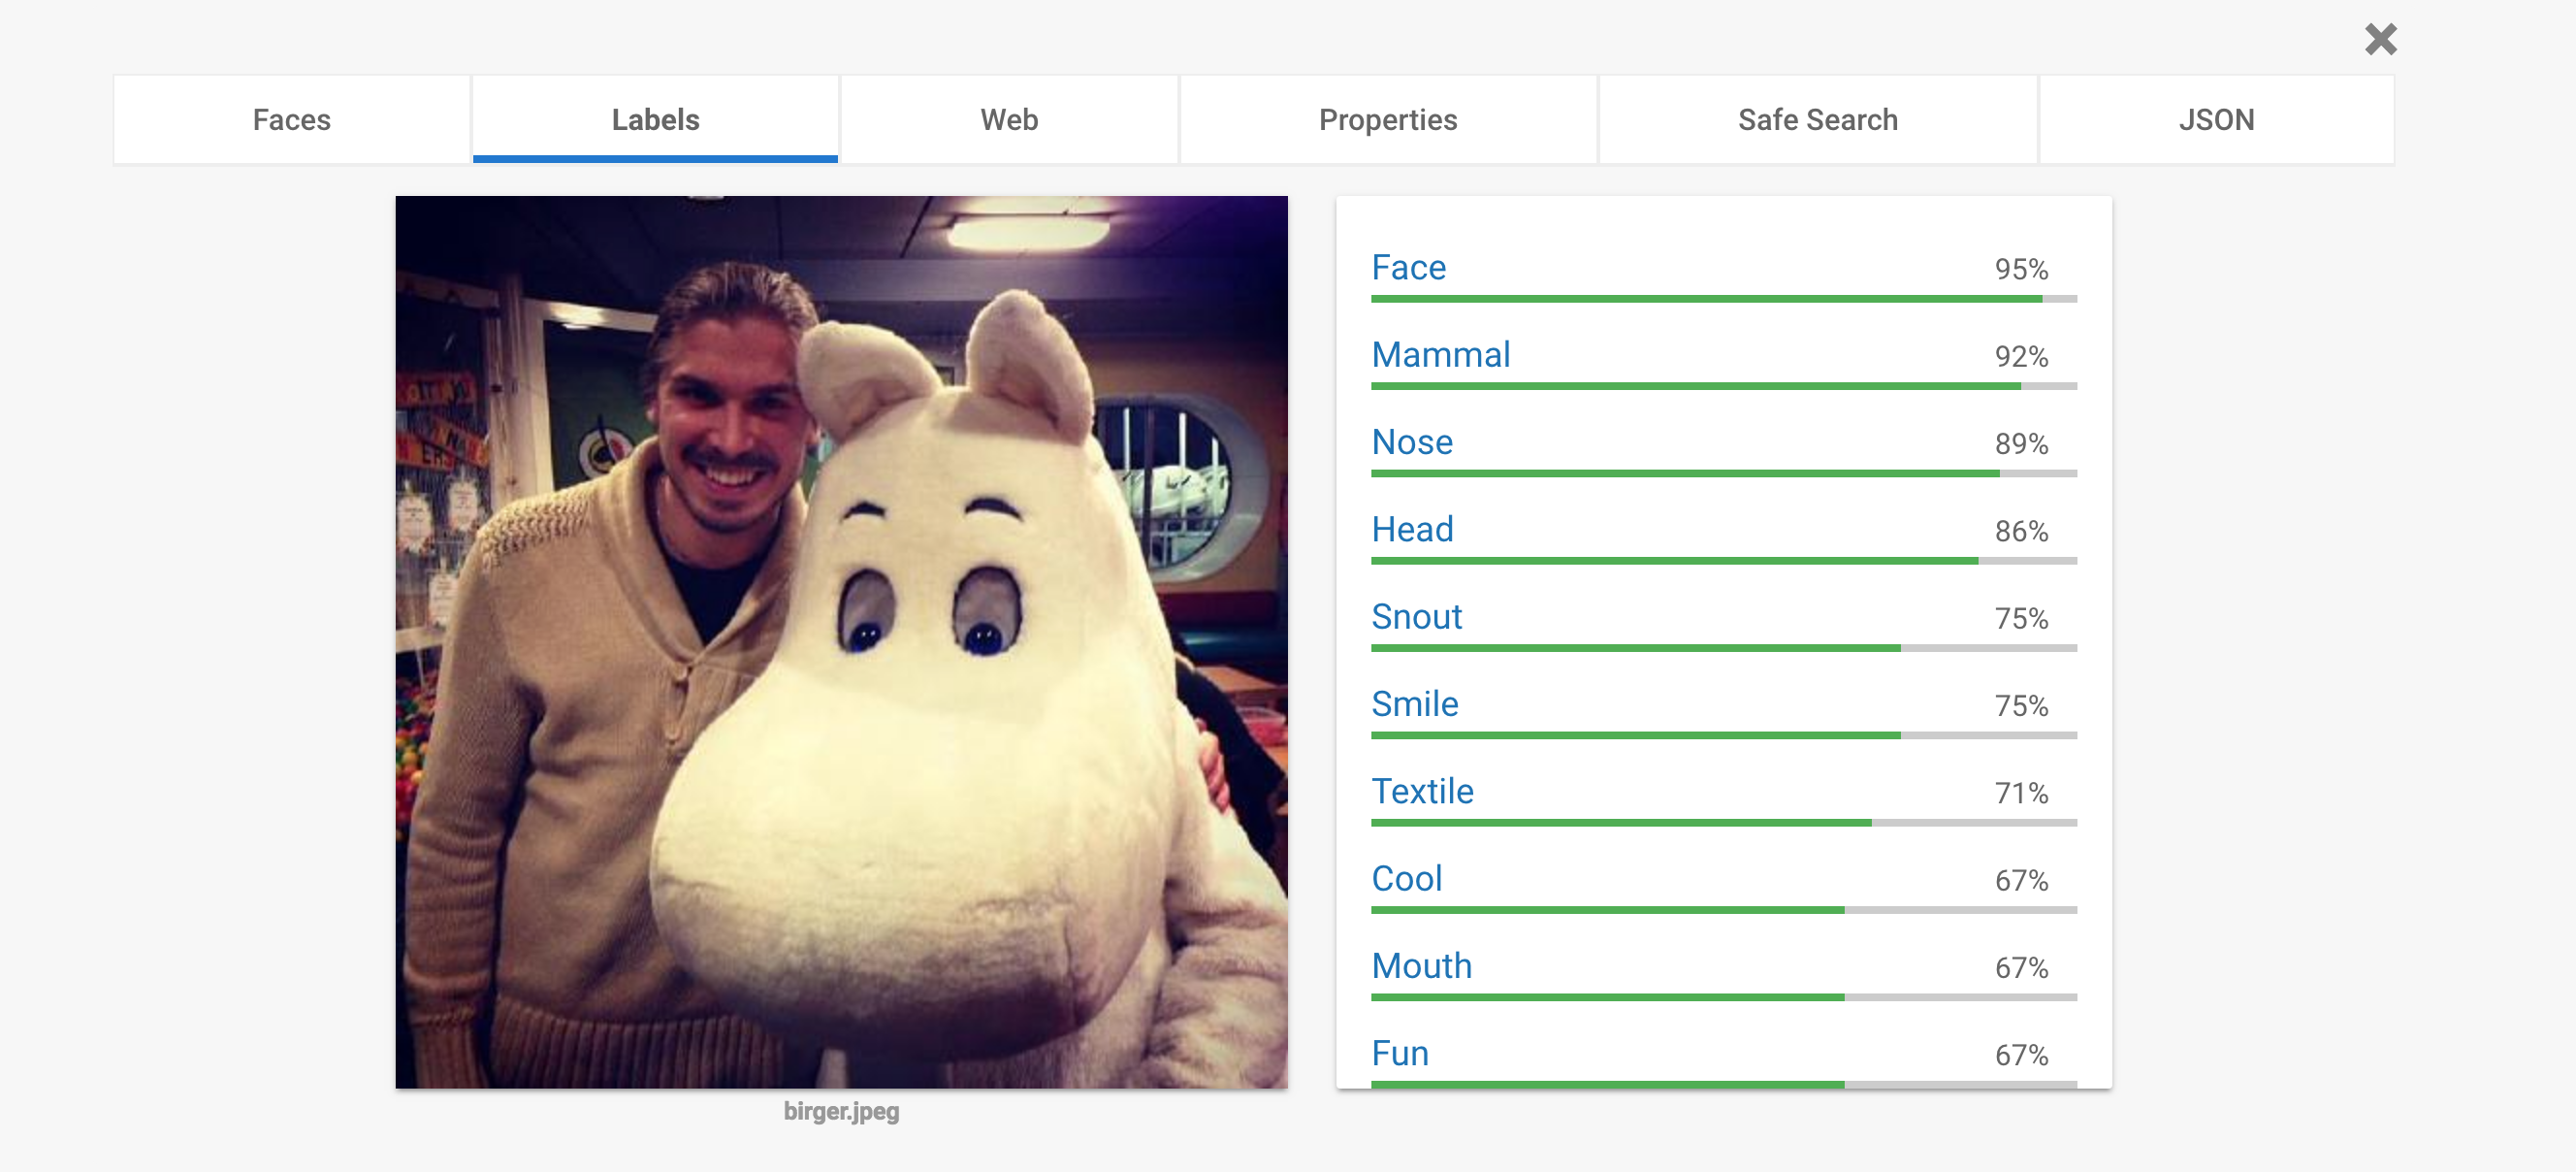 Faces
Labels
Web
Properties
Safe Search
JSON
Face 95%
Mammal 92%
Nose 89%
Head 86%
Snout 75%
Smile 75%
Textile 71%
Cool 67%
Mouth 67%
Fun 67%
birger.jpeg